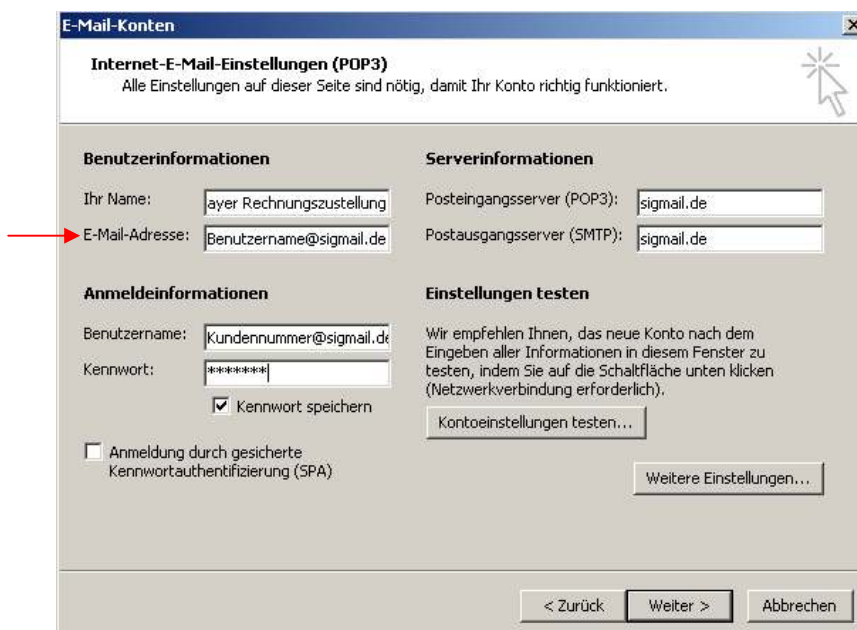 E-Mail-Konten
Internet-E-Mail-Einstellungen (POP3)
Alle Einstellungen auf dieser Seite sind nötig, damit Ihr Konto richtig funktioniert.
Benutzerinformationen
Ihr Name: ayer Rechnungszustellung
E-Mail-Adresse: Benutzername@sigmail.de
Anmeldeinformationen
Benutzername: Kundennummer@sigmail.de
Kennwort: *******
Kennwort speichern
Anmeldung durch gesicherte
Kennwortauthentifizierung (SPA)
Serverinformationen
Posteingangsserver (POP3): sigmail.de
Postausgangsserver (SMTP): sigmail.de
Einstellungen testen
Wir empfehlen Ihnen, das neue Konto nach dem
Eingeben aller Informationen in diesem Fenster zu
testen, indem Sie auf die Schaltfläche unten klicken
(Netzwerkverbindung erforderlich).
Kontoeinstellungen testen...
Weitere Einstellungen...
< Zurück
Weiter >
Abbrechen